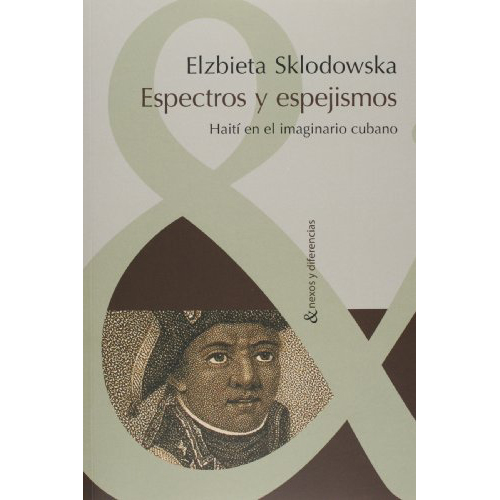 Elzbieta Sklodowska
Espectros y espejismos
Haití en el imaginario cubano
& nexos y diferencias